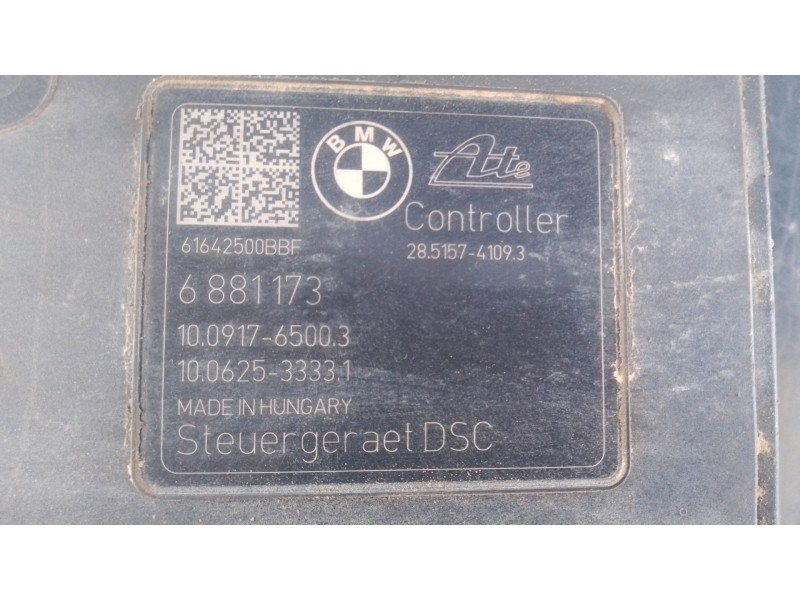 BMW
Ate
Controller
61642500BBF
28.5157-4109.3
6 881 173
10.0917-6500.3
10.0625-3333.1
MADE IN HUNGARY
Steuergeraet DSC